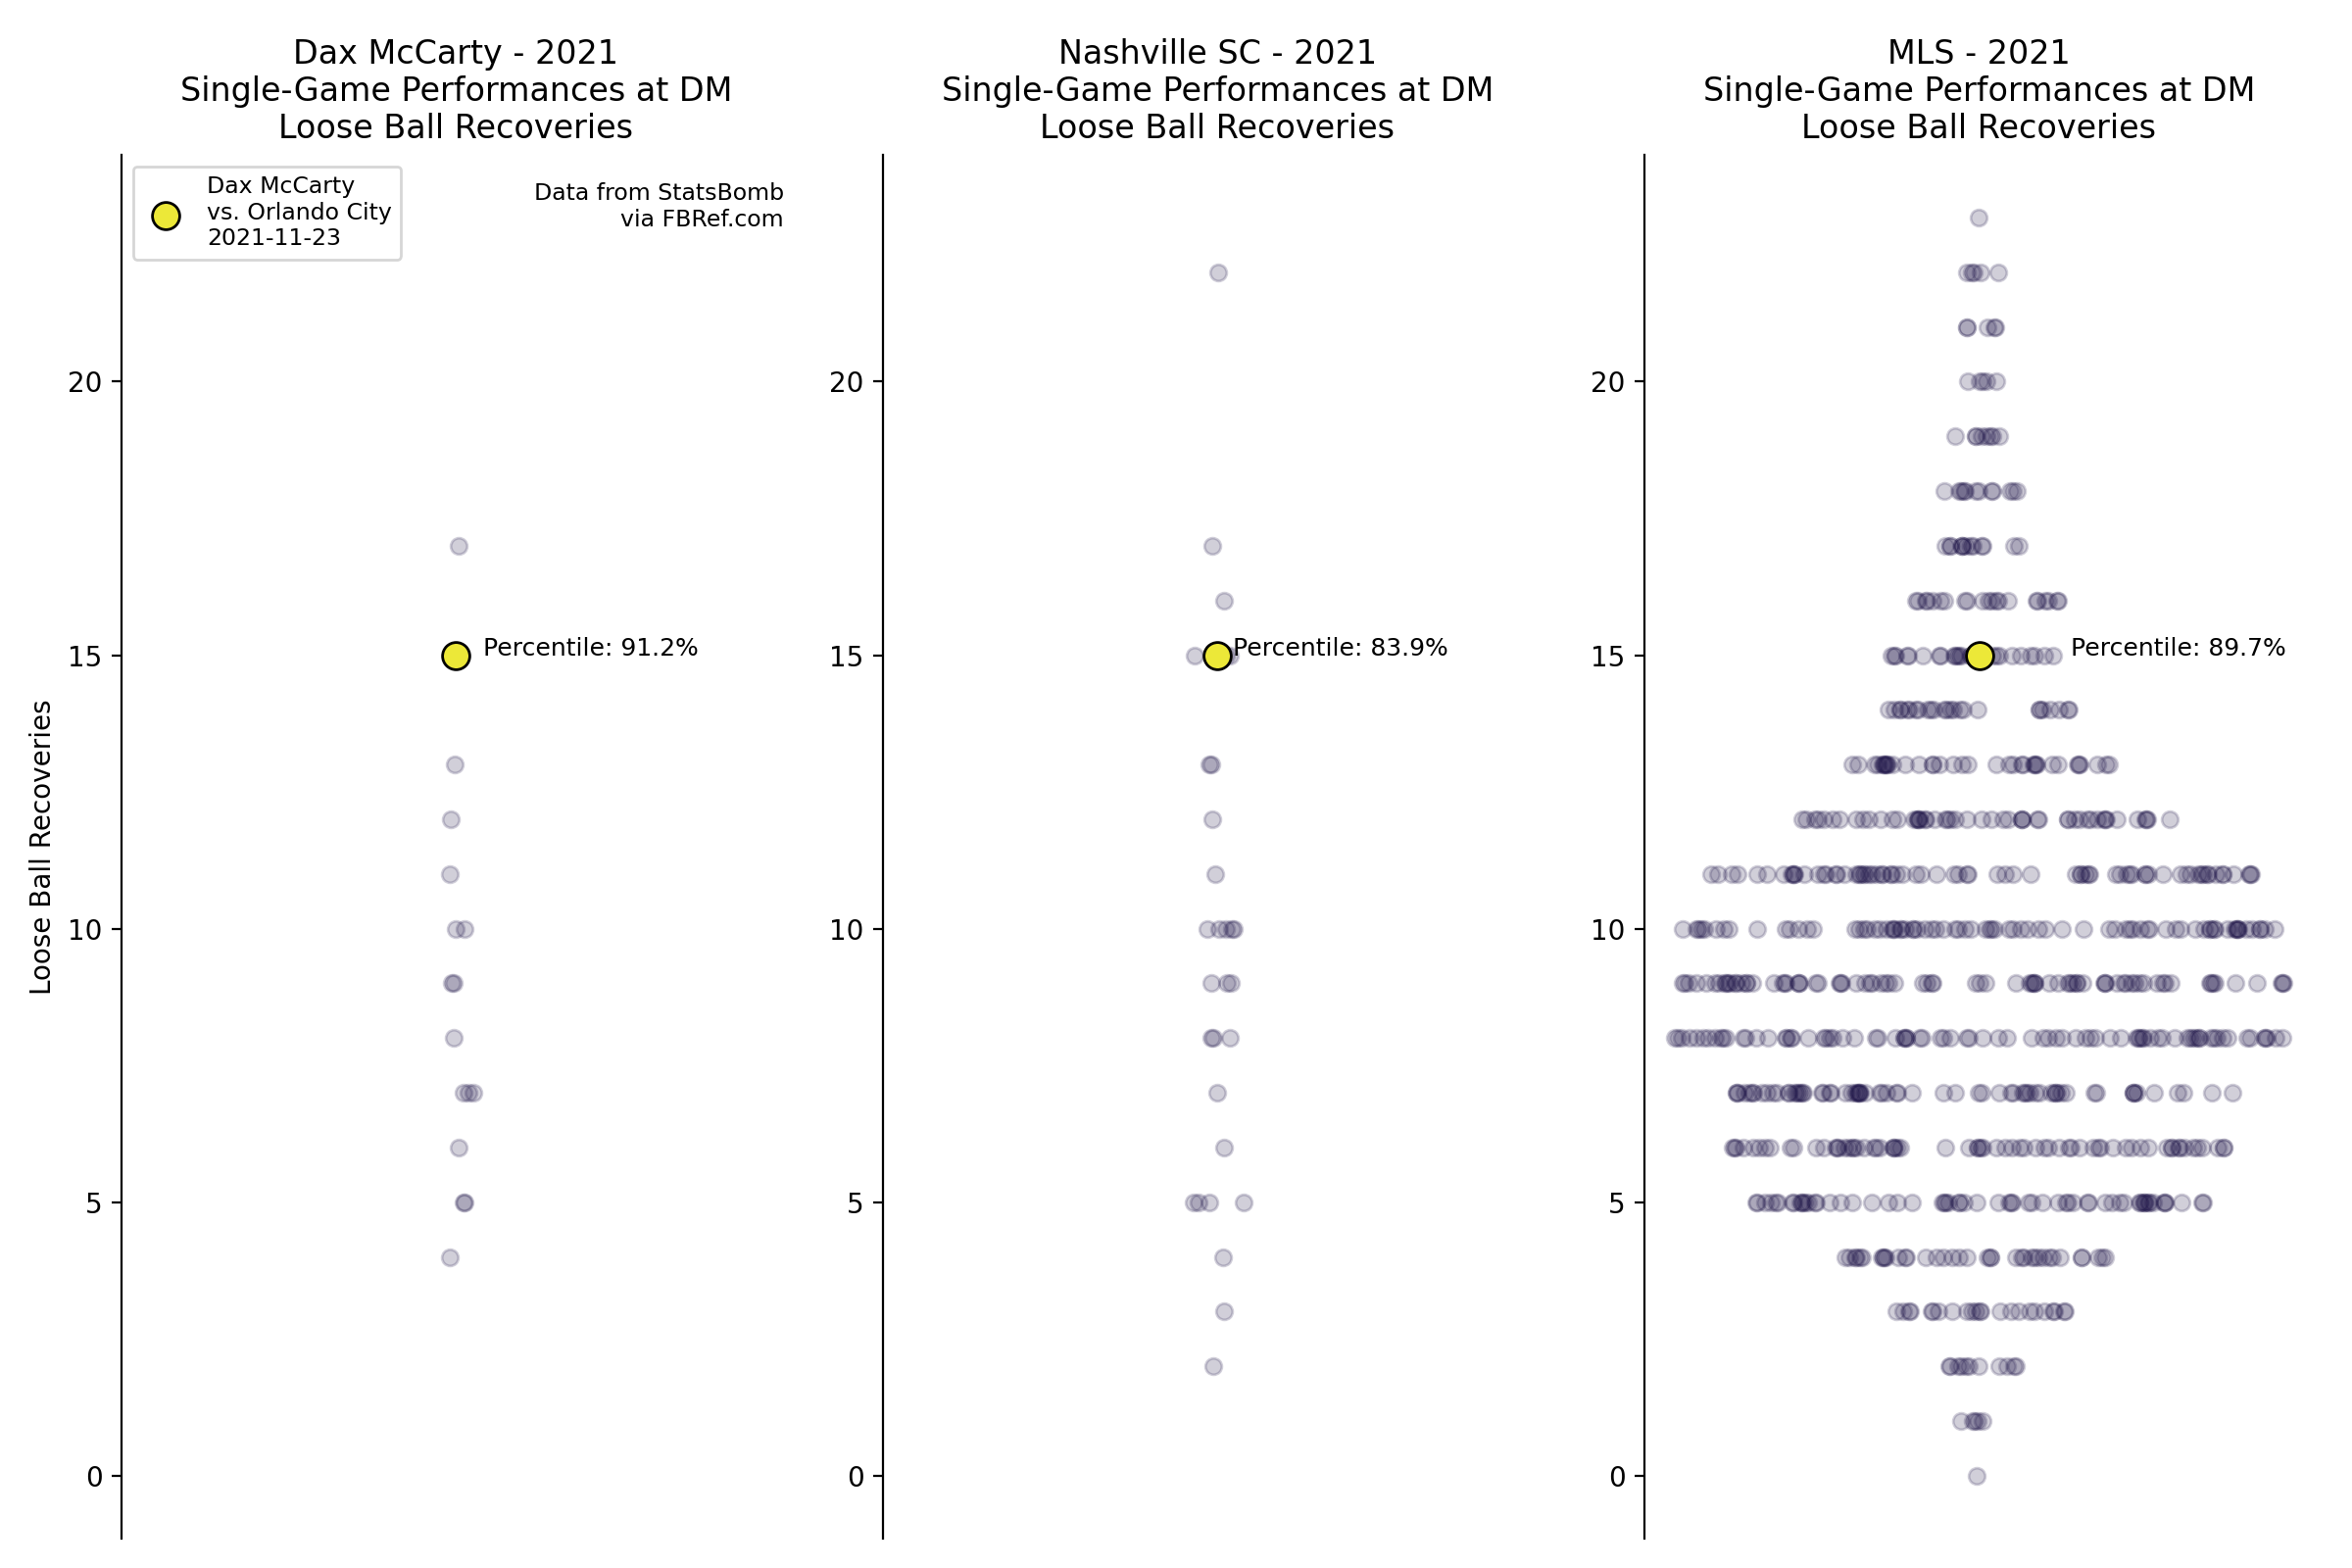 Dax McCarty - 2021
Single-Game Performances at DM
Loose Ball Recoveries
Dax McCarty
vs. Orlando City
2021-11-23
Data from StatsBomb
via FBRef.com
20
15
10
5
0
Loose Ball Recoveries
Percentile: 91.2%
Nashville SC - 2021
Single-Game Performances at DM
Loose Ball Recoveries
20
15
10
5
0
Percentile: 83.9%
MLS - 2021
Single-Game Performances at DM
Loose Ball Recoveries
20
15
10
5
0
Percentile: 89.7%